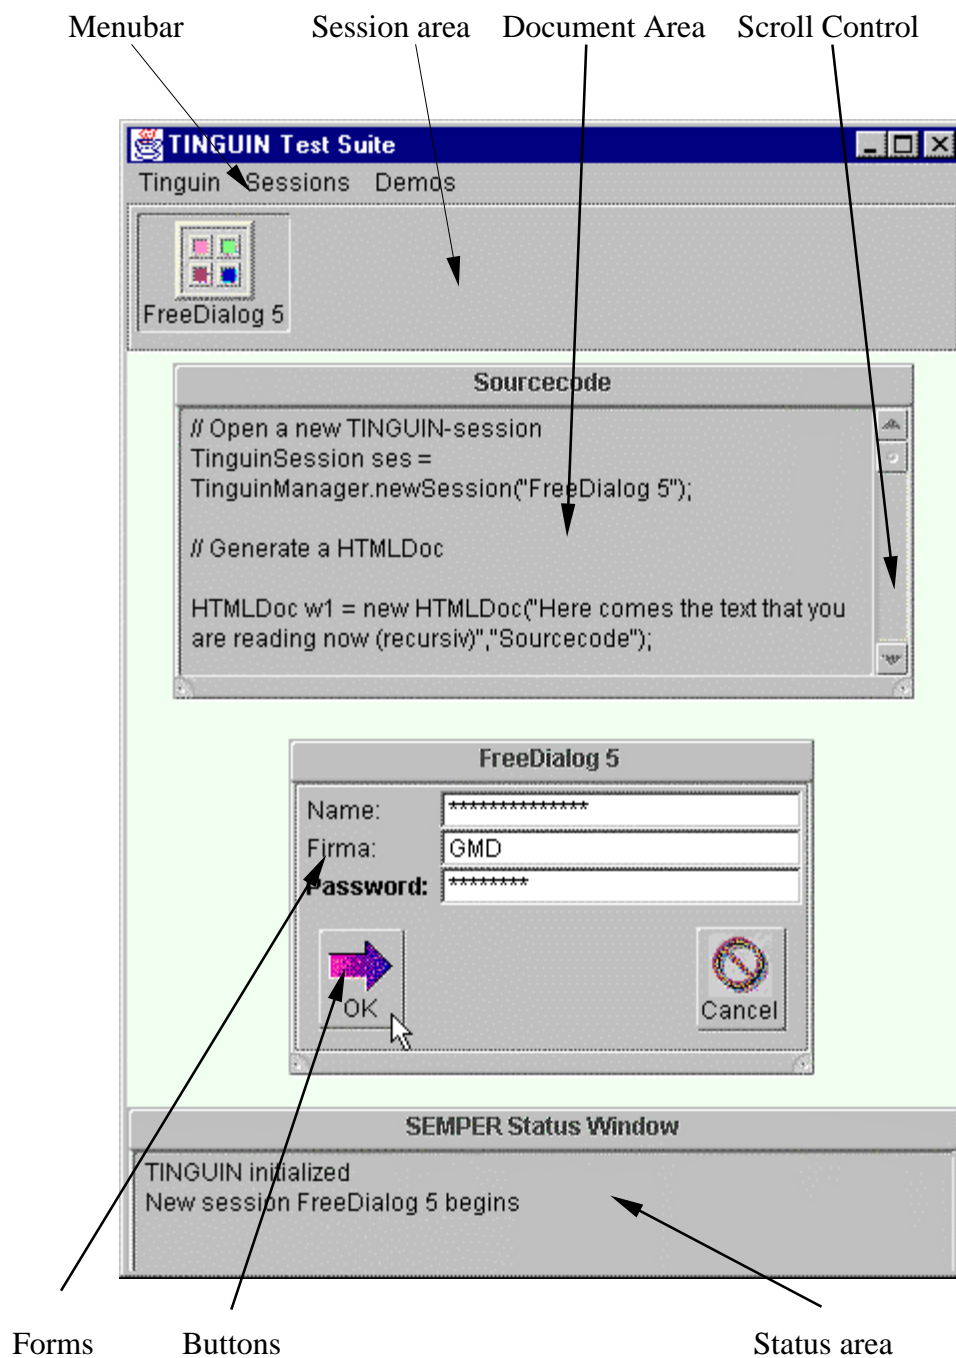 Menubar Session area Document Area Scroll Control
TINGUIN Test Suite
Tinguin Sessions Demos
FreeDialog 5
Sourcecode
// Open a new TINGUIN-session
TinguinSession ses =
TinguinManager.newSession("FreeDialog 5");
// Generate a HTMLDoc
HTMLDoc w1 = new HTMLDoc("Here comes the text that you
are reading now (recursiv)","Sourcecode");
FreeDialog 5
Name: **************
Firma: GMD
Password: ********
OK Cancel
SEMPER Status Window
TINGUIN initialized
New session FreeDialog 5 begins
Forms Buttons Status area